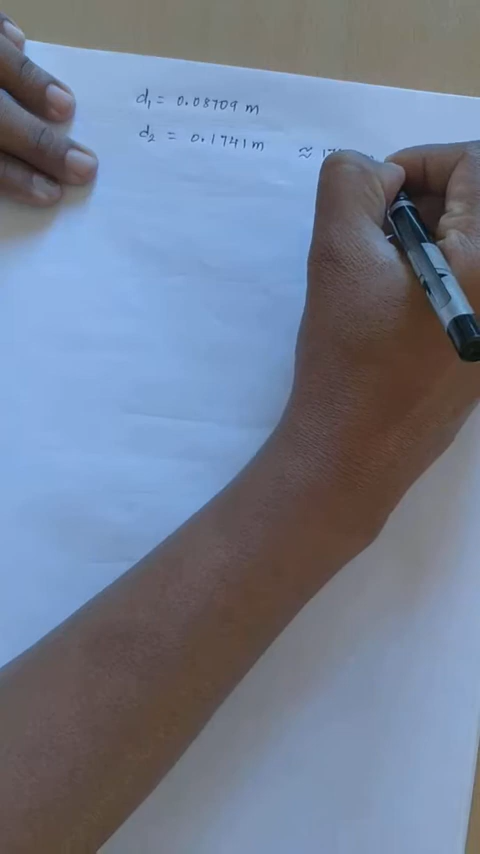 d₁ = 0.08709 m
d₂ = 0.1741 m ≈